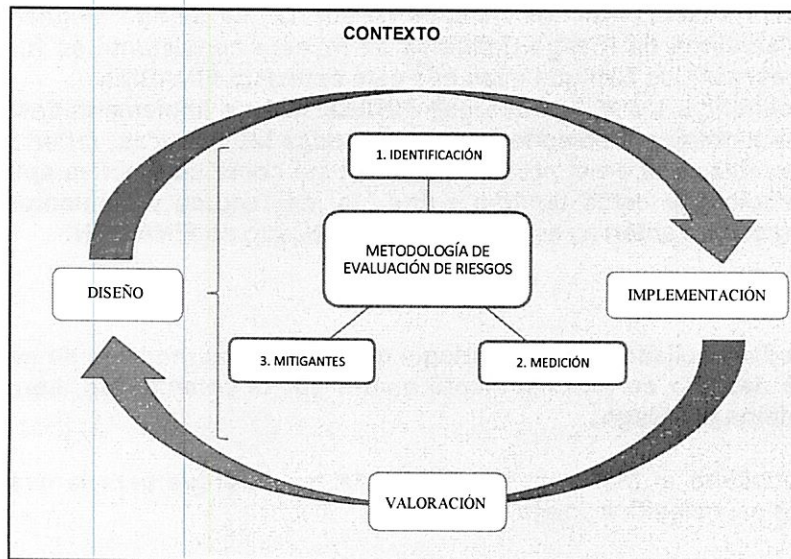 CONTEXTO
1. IDENTIFICACIÓN
METODOLOGÍA DE
EVALUACIÓN DE RIESGOS
DISEÑO
IMPLEMENTACIÓN
3. MITIGANTES
2. MEDICIÓN
VALORACIÓN